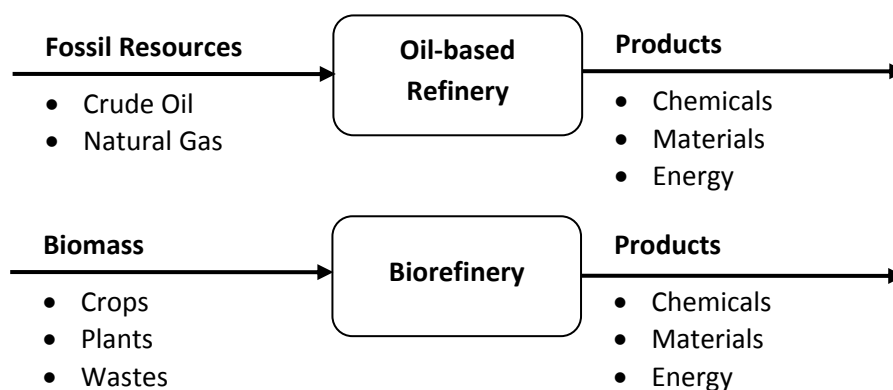 Fossil Resources
• Crude Oil
• Natural Gas
Oil-based
Refinery
Products
• Chemicals
• Materials
• Energy
Biomass
• Crops
• Plants
• Wastes
Biorefinery
Products
• Chemicals
• Materials
• Energy